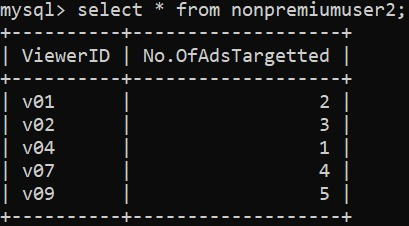 mysql> select * from nonpremiumuser2;
+----------+--------------------+
| ViewerID | No.OfAdsTargetted |
+----------+--------------------+
| v01      |                 2 |
| v02      |                 3 |
| v04      |                 1 |
| v07      |                 4 |
| v09      |                 5 |
+----------+--------------------+